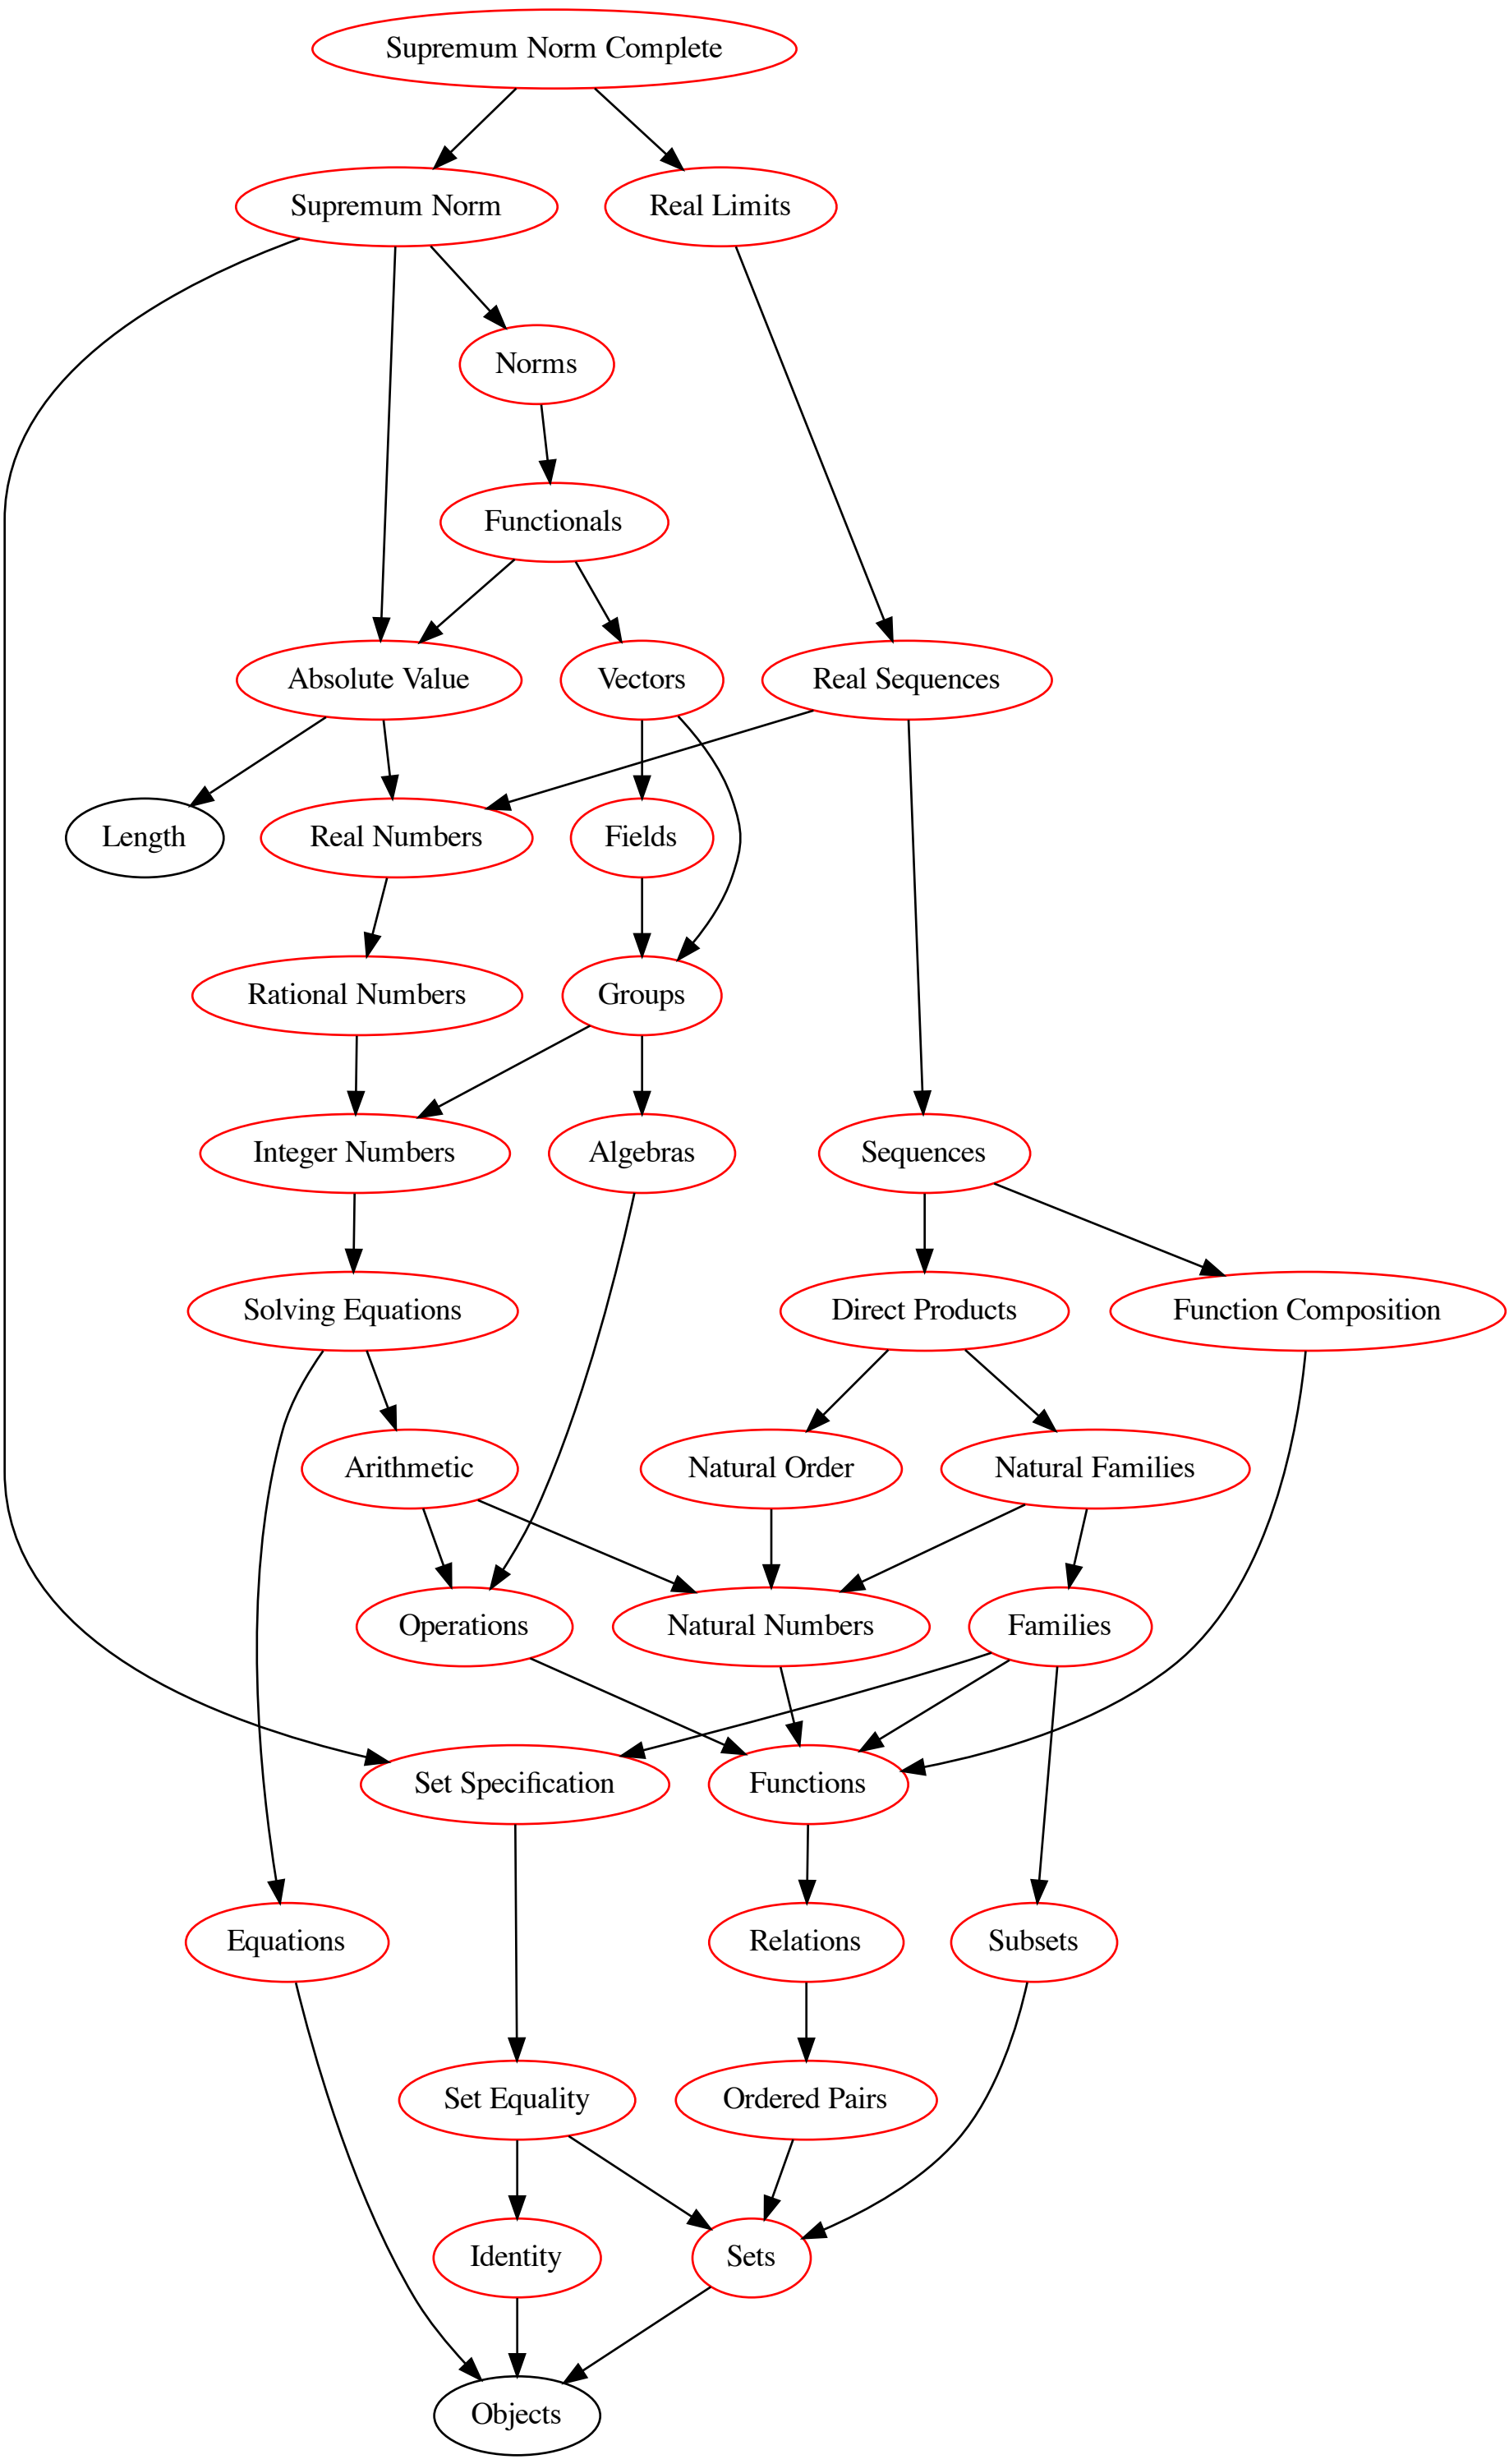 Supremum Norm Complete
Supremum Norm
Real Limits
Norms
Functionals
Absolute Value
Vectors
Real Sequences
Length
Real Numbers
Fields
Rational Numbers
Groups
Integer Numbers
Algebras
Sequences
Solving Equations
Direct Products
Function Composition
Arithmetic
Natural Order
Natural Families
Operations
Natural Numbers
Families
Set Specification
Functions
Equations
Relations
Subsets
Set Equality
Ordered Pairs
Identity
Sets
Objects